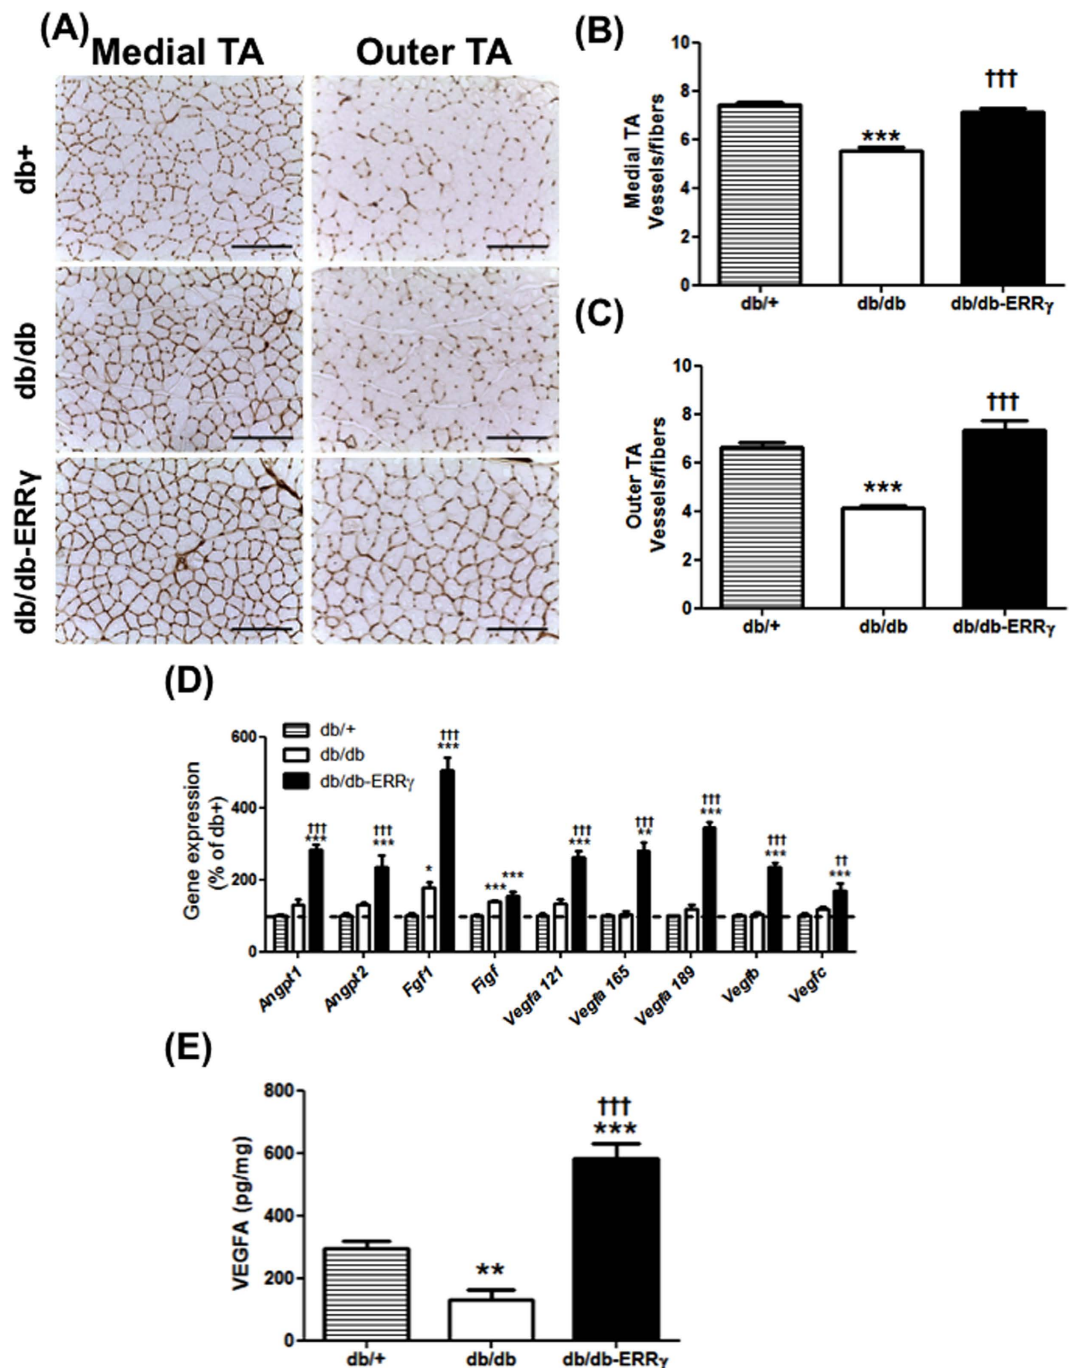 (A)
Medial TA Outer TA
db+
db/db
db/db-ERRγ
(B)
10
8
6
4
2
0
Medial TA
Vessels/fibers
***
†††
db/+ db/db db/db-ERRγ
(C)
10
8
6
4
2
0
Outer TA
Vessels/fibers
***
†††
db/+ db/db db/db-ERRγ
(D)
600
400
200
0
Gene expression
(% of db+)
db/+
db/db
db/db-ERRγ
†††
***
†††
***
*
†††
***
***
***
†††
***
†††
**
†††
***
†††
***
††
***
Angpt1 Angpt2 Fgf1 Figf Vegfa 121 Vegfa 165 Vegfa 189 Vegfb Vegfc
(E)
800
600
400
200
0
VEGFA (pg/mg)
**
†††
***
db/+ db/db db/db-ERRγ